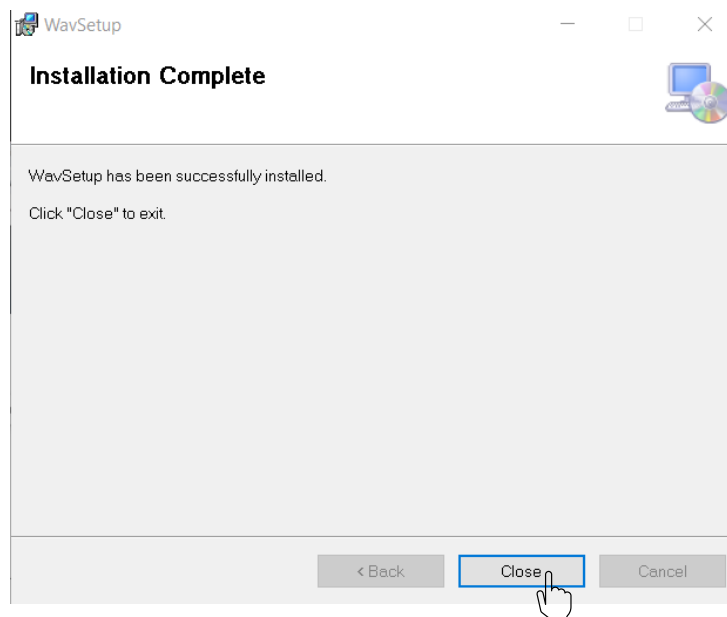 WavSetup
Installation Complete
WavSetup has been successfully installed.
Click "Close" to exit.
< Back
Close
Cancel